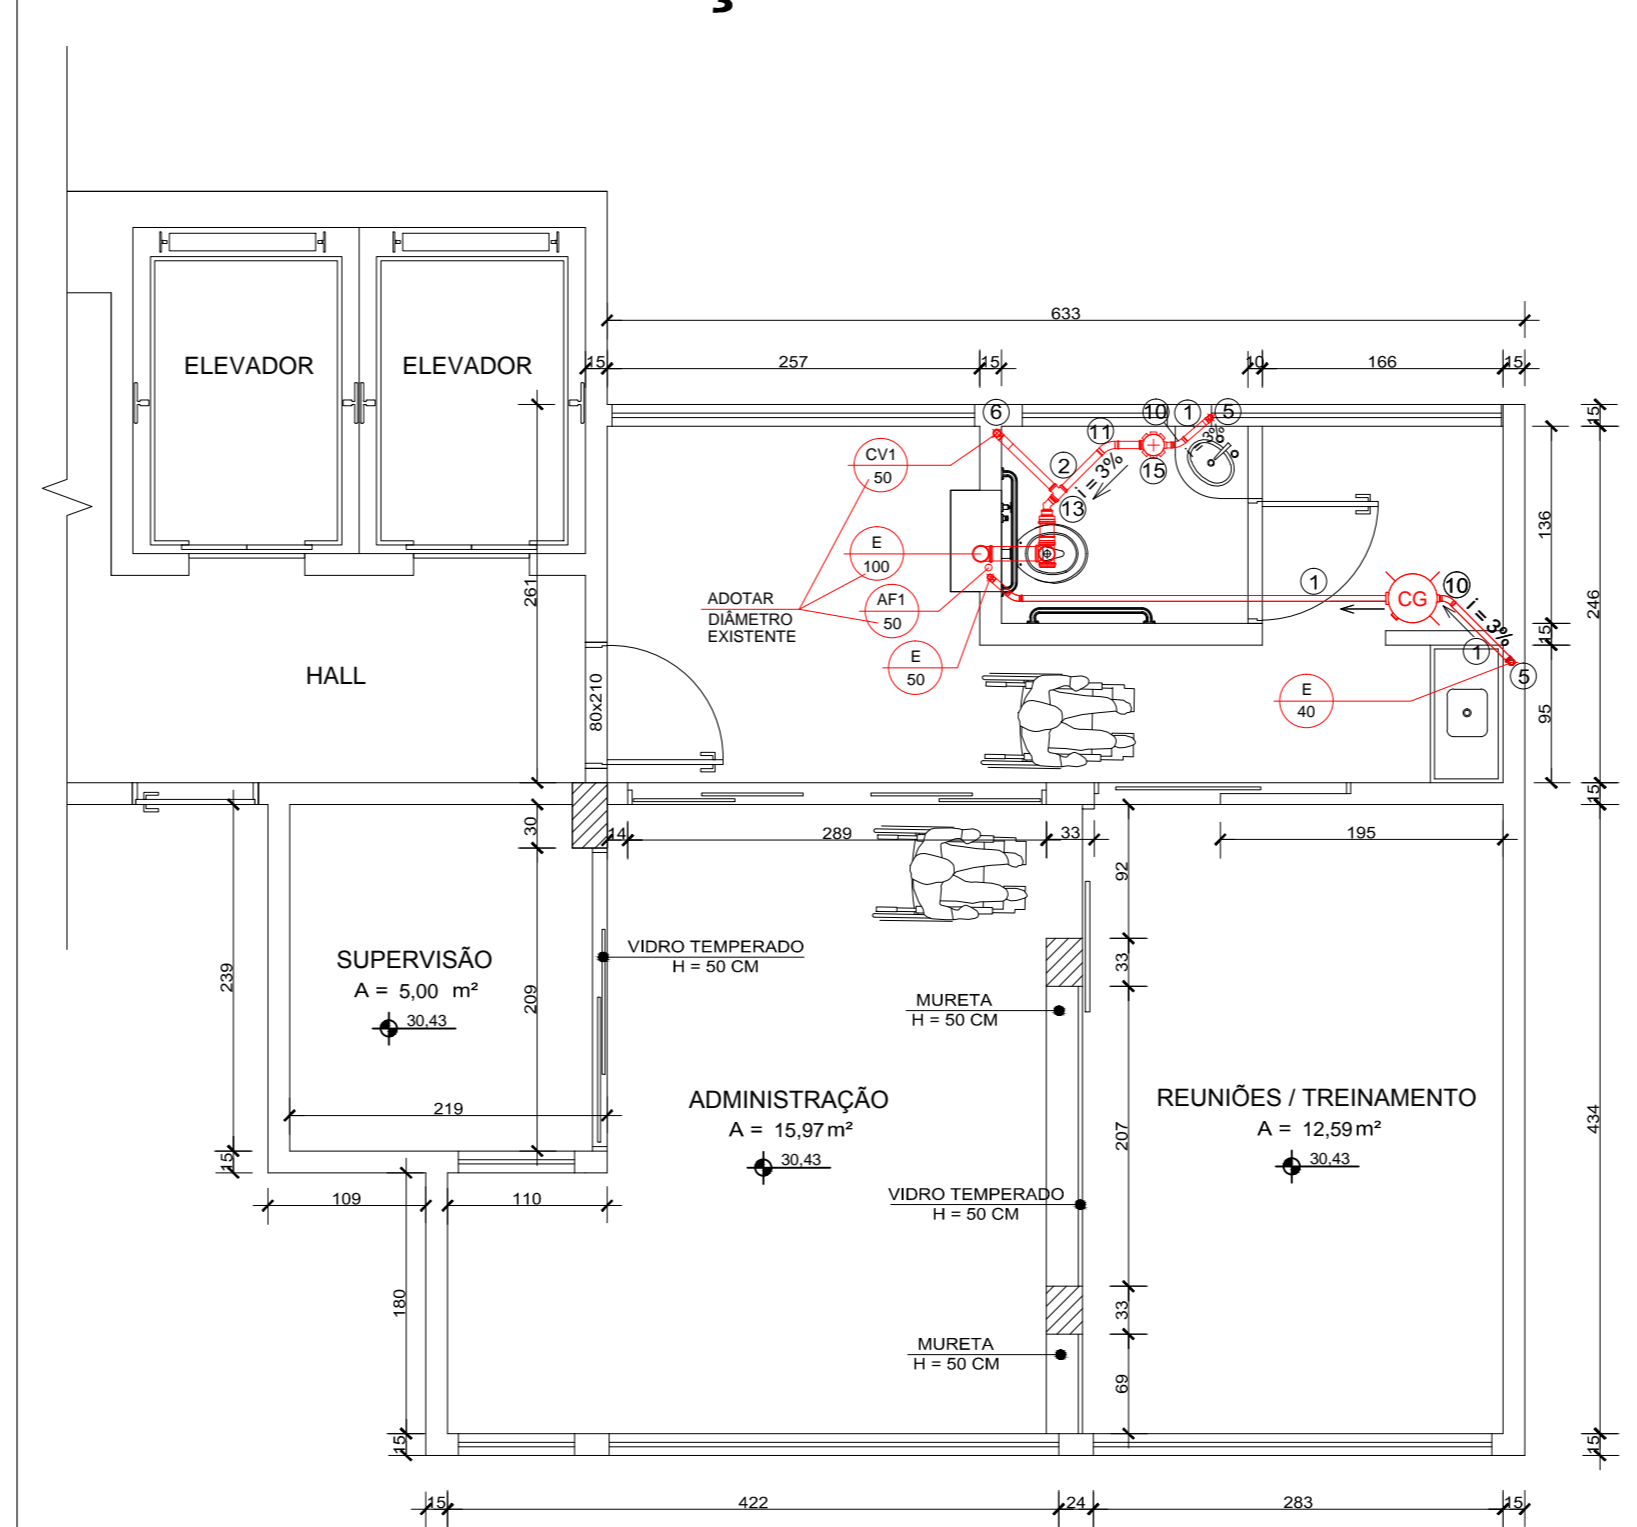 633
15
257
15
10
166
15
ELEVADOR
ELEVADOR
6
10
1
5
15
11
i = 3%
CV1
50
2
i = 3%
15
13
136
E
100
261
ADOTAR
DIÂMETRO
EXISTENTE
AF1
50
1
CG
10
i = 3%
246
15
1
E
50
HALL
80x210
E
40
5
95
15
30
14
289
33
195
92
SUPERVISÃO
A = 5,00 m²
30,43
239
209
VIDRO TEMPERADO
H = 50 CM
33
MURETA
H = 50 CM
219
ADMINISTRAÇÃO
A = 15,97 m²
30,43
REUNIÕES / TREINAMENTO
A = 12,59 m²
30,43
207
434
15
109
110
VIDRO TEMPERADO
H = 50 CM
180
33
MURETA
H = 50 CM
69
15
15
15
422
24
283
15